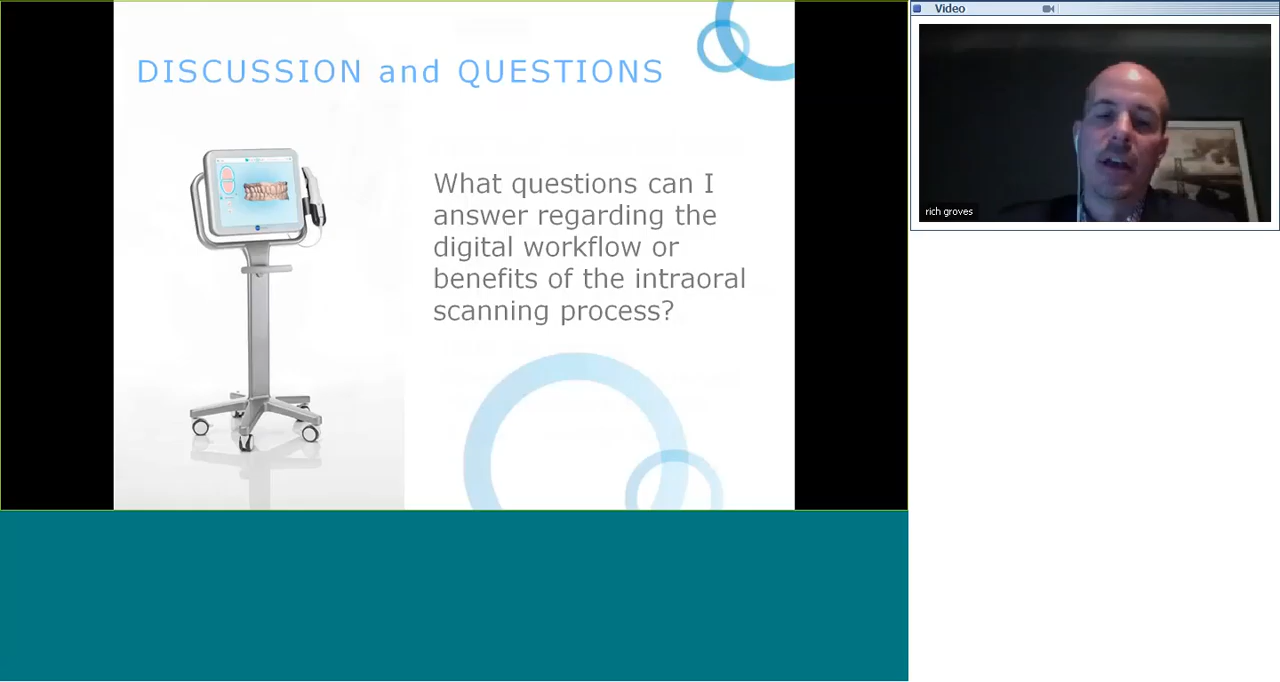 DISCUSSION and QUESTIONS
What questions can I
answer regarding the
digital workflow or
benefits of the intraoral
scanning process?
Video
rich groves